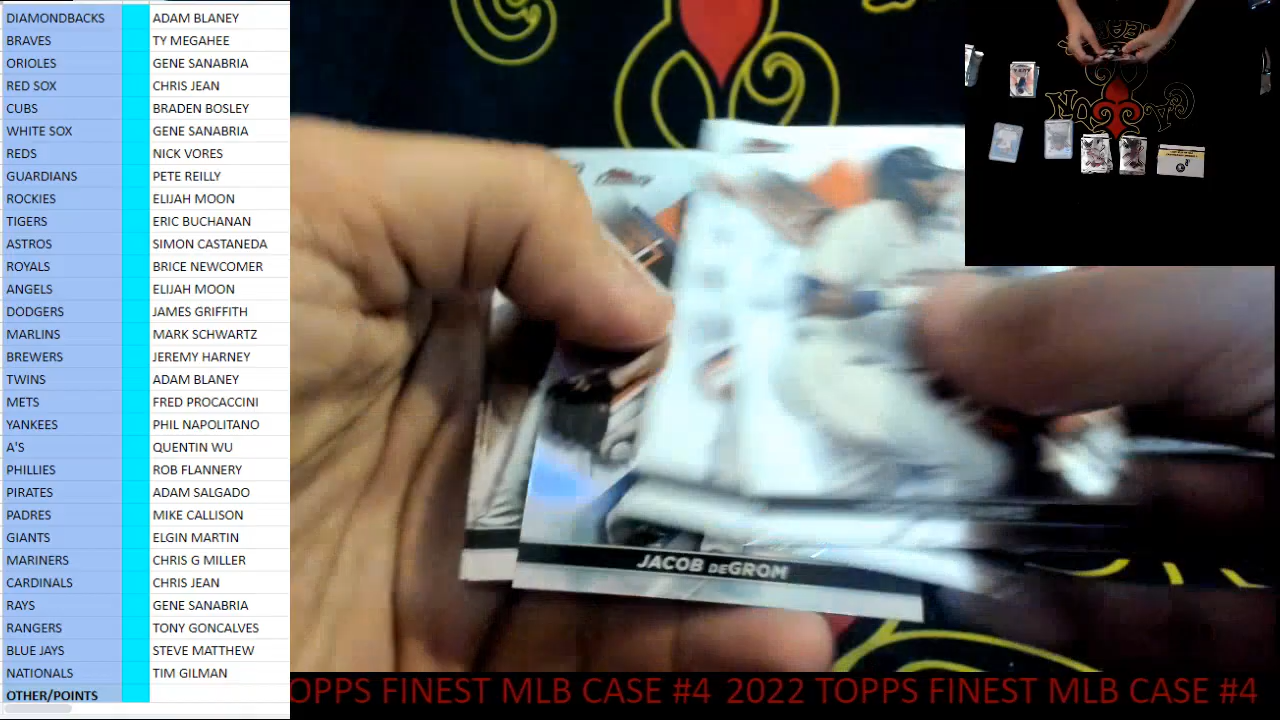 DIAMONDBACKS ADAM BLANEY
BRAVES TY MEGAHEE
ORIOLES GENE SANABRIA
RED SOX CHRIS JEAN
CUBS BRADEN BOSLEY
WHITE SOX GENE SANABRIA
REDS NICK VORES
GUARDIANS PETE REILLY
ROCKIES ELIJAH MOON
TIGERS ERIC BUCHANAN
ASTROS SIMON CASTANEDA
ROYALS BRICE NEWCOMER
ANGELS ELIJAH MOON
DODGERS JAMES GRIFFITH
MARLINS MARK SCHWARTZ
BREWERS JEREMY HARNEY
TWINS ADAM BLANEY
METS FRED PROCACCINI
YANKEES PHIL NAPOLITANO
A'S QUENTIN WU
PHILLIES ROB FLANNERY
PIRATES ADAM SALGADO
PADRES MIKE CALLISON
GIANTS ELGIN MARTIN
MARINERS CHRIS G MILLER
CARDINALS CHRIS JEAN
RAYS GENE SANABRIA
RANGERS TONY GONCALVES
BLUE JAYS STEVE MATTHEW
NATIONALS TIM GILMAN
OTHER/POINTS
JACOB deGROM
OPPS FINEST MLB CASE #4 2022 TOPPS FINEST MLB CASE #4